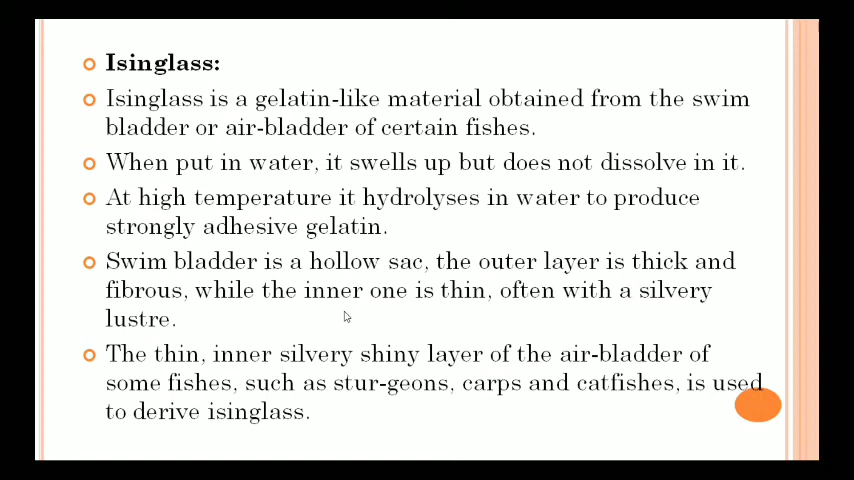 Isinglass:
Isinglass is a gelatin-like material obtained from the swim
bladder or air-bladder of certain fishes.
When put in water, it swells up but does not dissolve in it.
At high temperature it hydrolyses in water to produce
strongly adhesive gelatin.
Swim bladder is a hollow sac, the outer layer is thick and
fibrous, while the inner one is thin, often with a silvery
lustre.
The thin, inner silvery shiny layer of the air-bladder of
some fishes, such as stur-geons, carps and catfishes, is used
to derive isinglass.